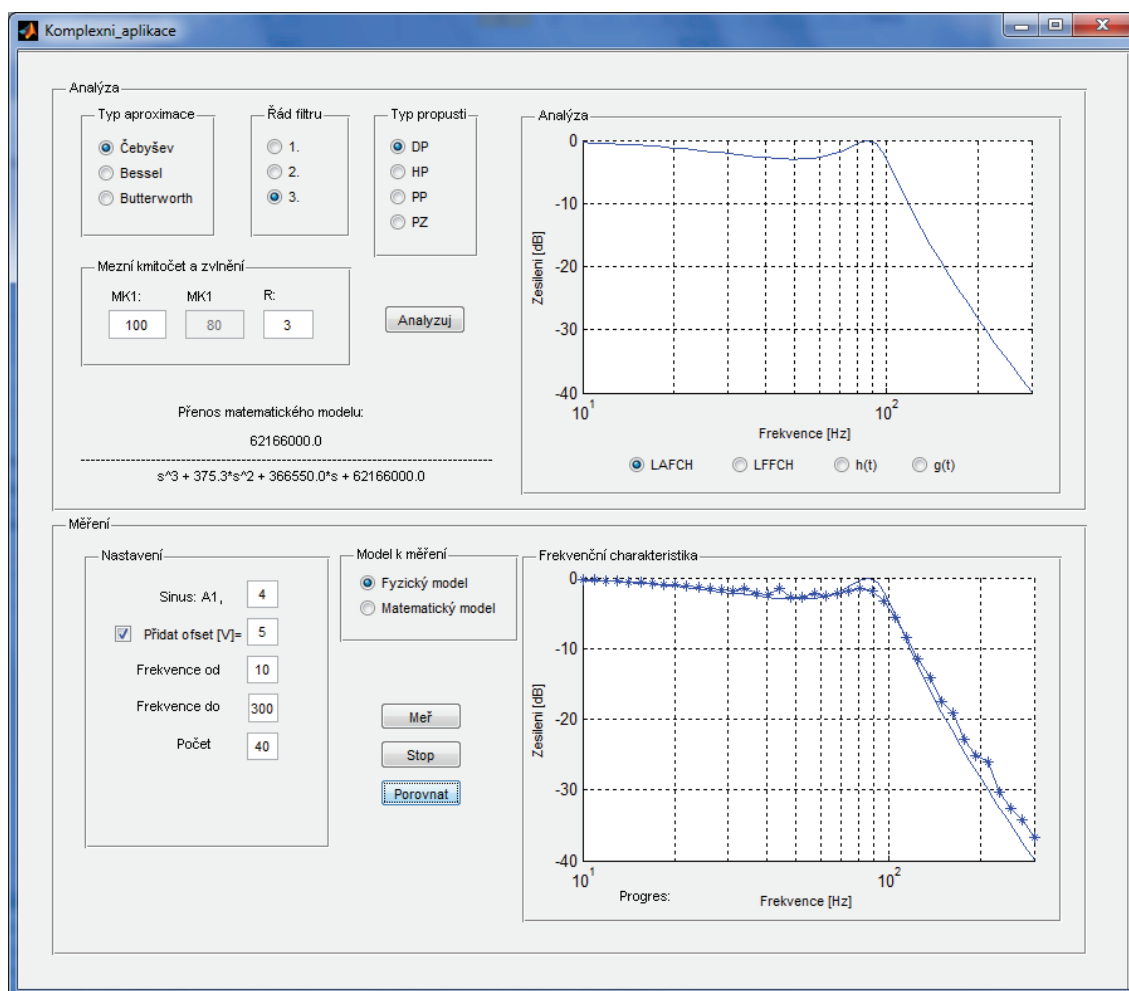 Komplexni_aplikace
Analýza
Typ aproximace
Čebyšev
Bessel
Butterworth
Řád filtru
1.
2.
3.
Typ propusti
DP
HP
PP
PZ
Mezní kmitočet a zvlnění
MK1:
MK1
R:
100
80
3
Analyzuj
Přenos matematického modelu:
62166000.0
--------------------------------------------------------------------------------
s^3 + 375.3*s^2 + 366550.0*s + 62166000.0
Analýza
0
-10
-20
-30
-40
Zesileni [dB]
10^1
10^2
Frekvence [Hz]
LAFCH
LFFCH
h(t)
g(t)
Měření
Nastavení
Sinus: A1,
4
Přidat ofset [V]=
5
Frekvence od
10
Frekvence do
300
Počet
40
Model k měření
Fyzický model
Matematický model
Meř
Stop
Porovnat
Frekvenční charakteristika
0
-10
-20
-30
-40
Zesileni [dB]
10^1
10^2
Progres:
Frekvence [Hz]